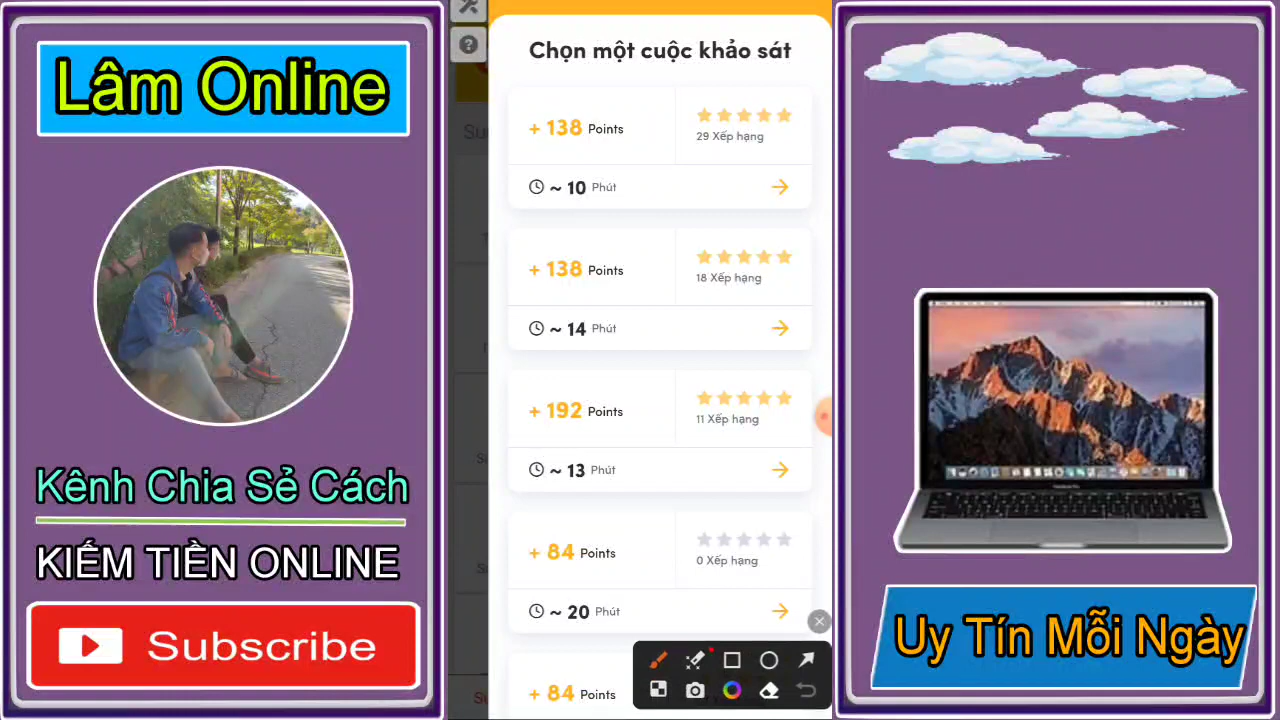 Lâm Online
Kênh Chia Sẻ Cách
KIẾM TIỀN ONLINE
Subscribe
Chọn một cuộc khảo sát
+ 138 Points
29 Xếp hạng
~ 10 Phút
+ 138 Points
18 Xếp hạng
~ 14 Phút
+ 192 Points
11 Xếp hạng
~ 13 Phút
+ 84 Points
0 Xếp hạng
~ 20 Phút
+ 84 Points
Uy Tín Mỗi Ngày